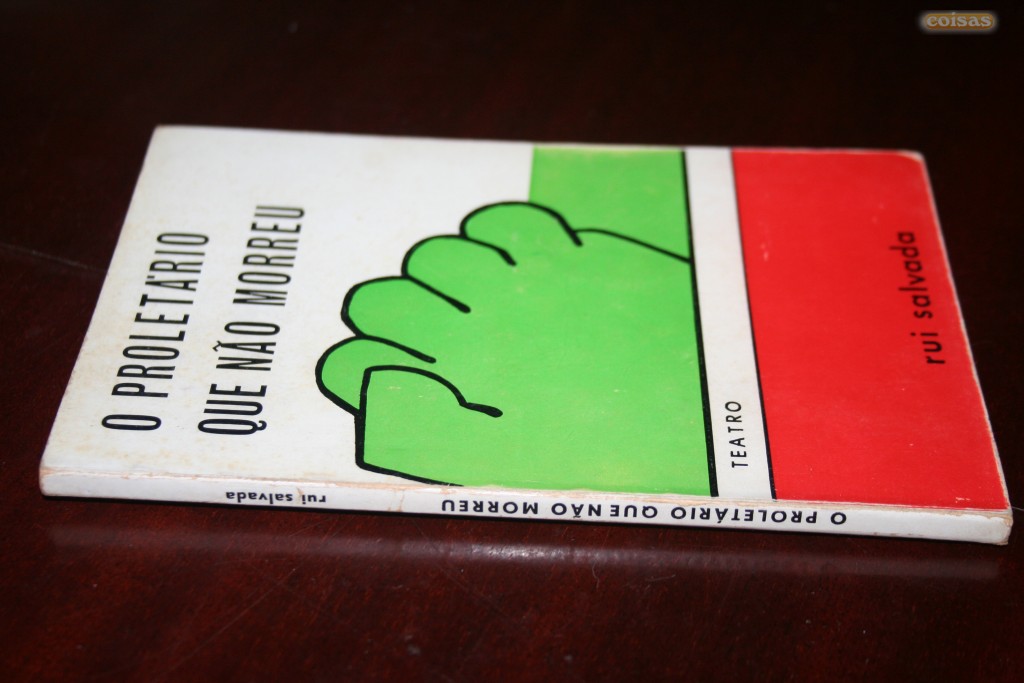 coisas
O PROLETÁRIO
QUE NÃO MORREU
TEATRO
rui salvada
O PROLETÁRIO QUE NÃO MORREU
rui salvada